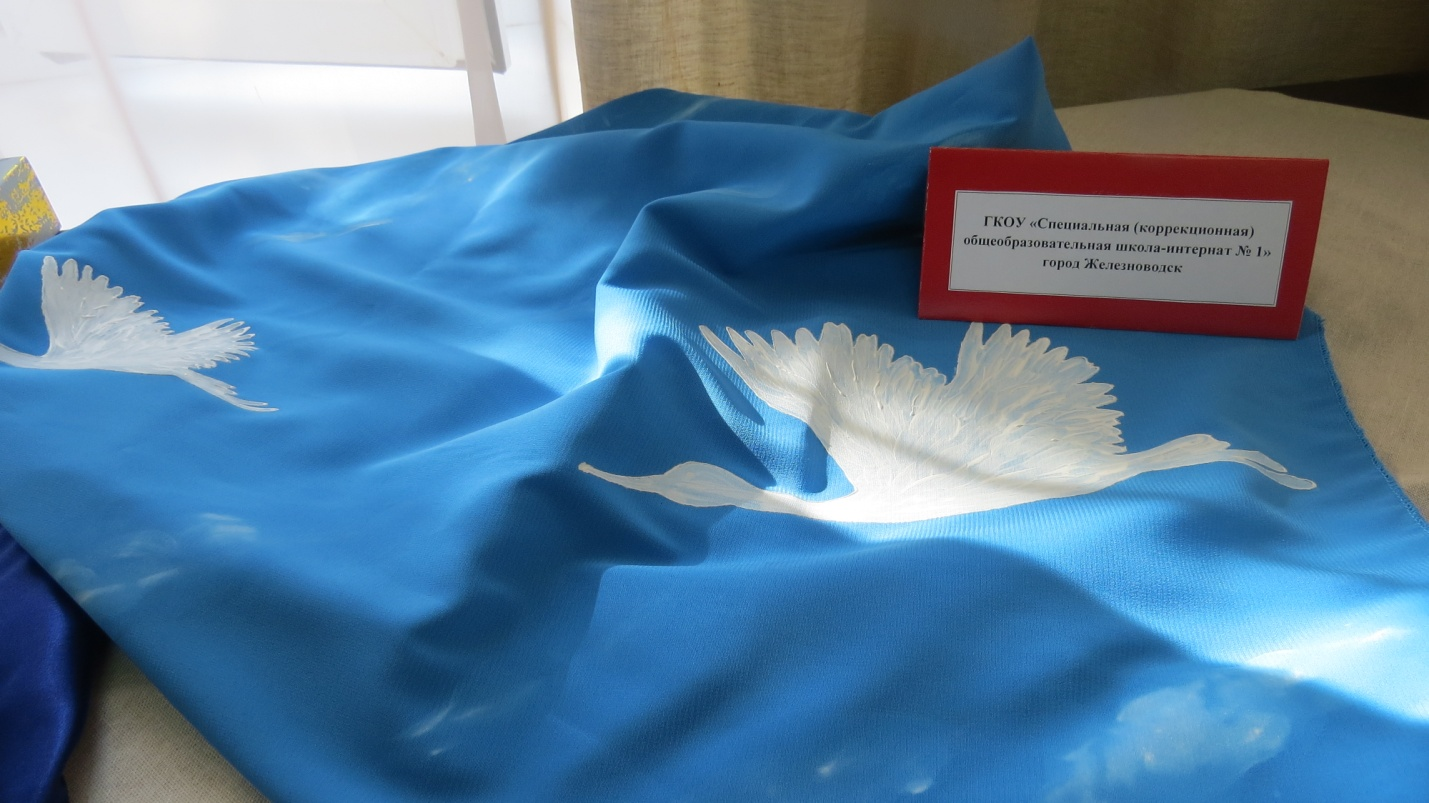 ГКОУ «Специальная (коррекционная)
общеобразовательная школа-интернат № 1»
город Железноводск